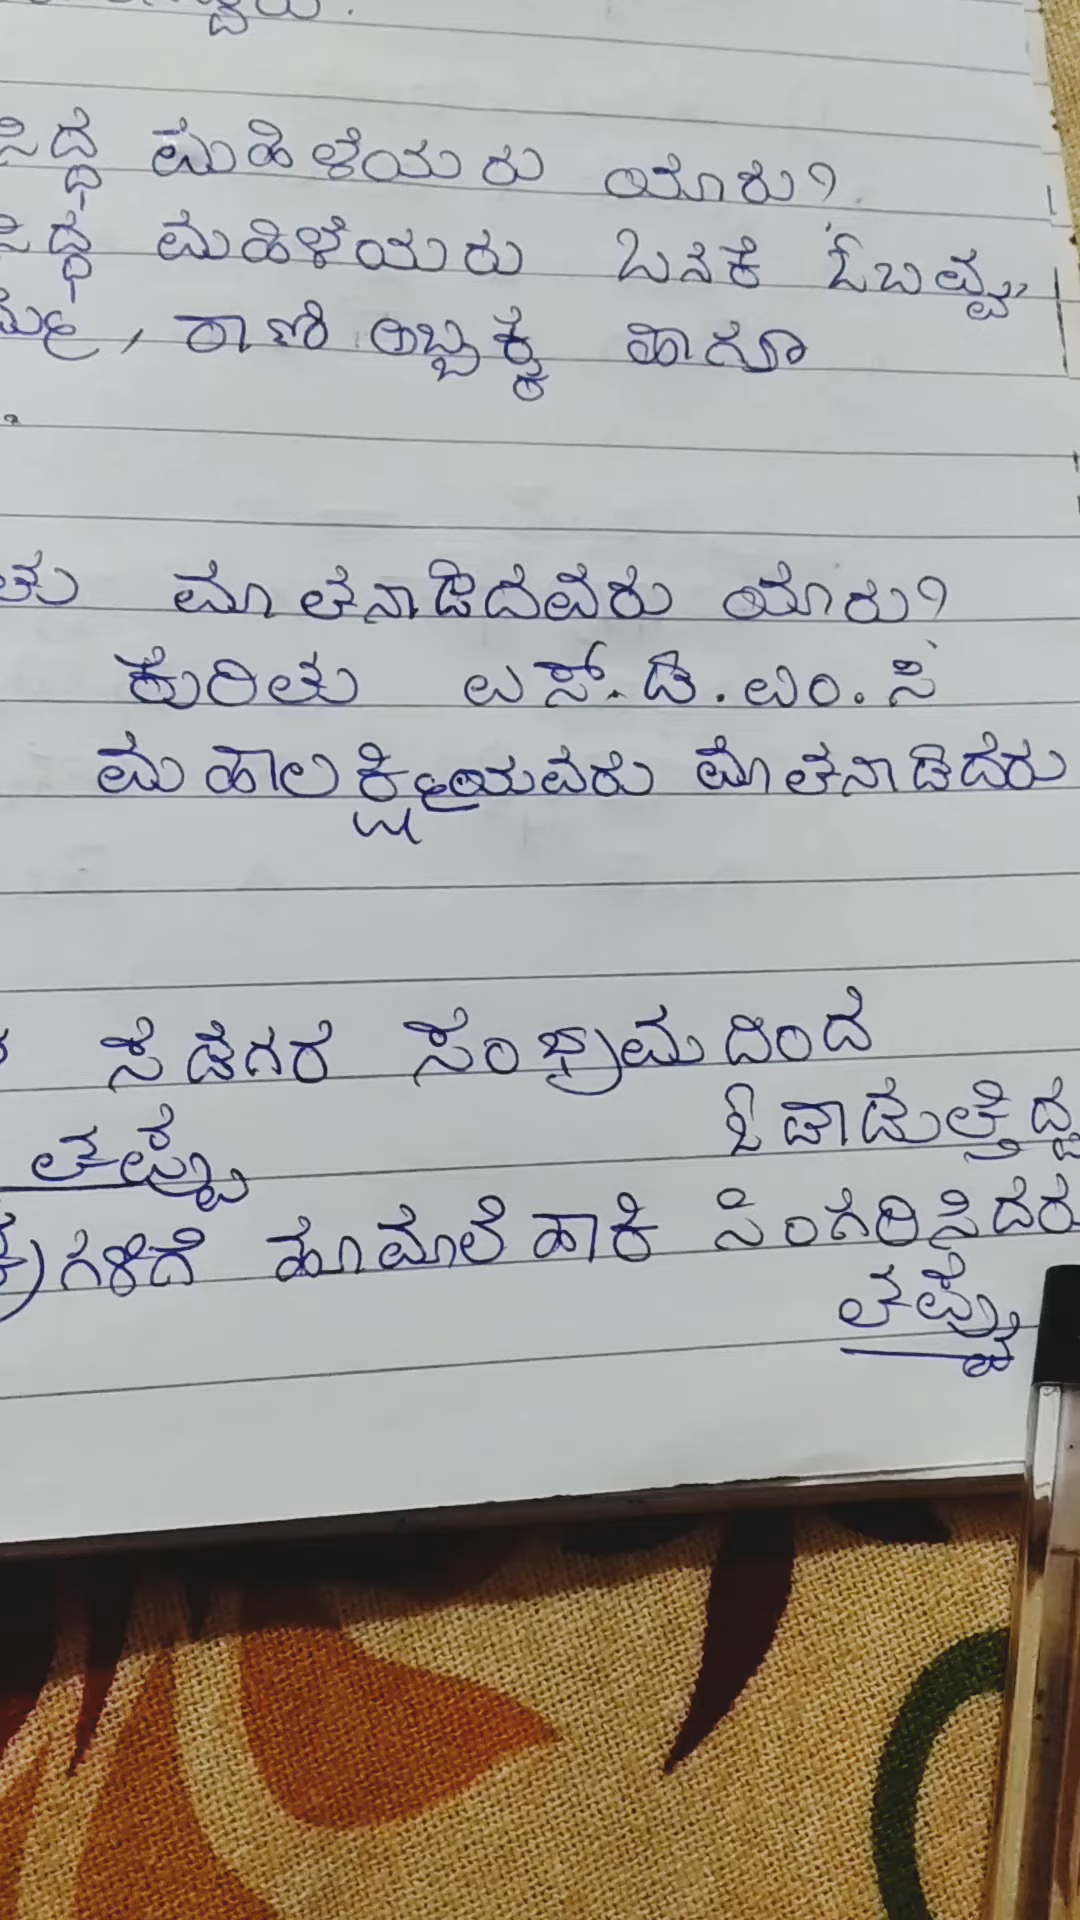 ಸಿದ್ಧ ಮಹಿಳೆಯರು ಯಾರು?
ಸಿದ್ಧ ಮಹಿಳೆಯರು ಒನಕೆ ಓಬವ್ವ,
ರಾಣಿ ಅಬ್ಬಕ್ಕ ಹಾಗೂ
ತು ಮಾತನಾಡಿದವರು ಯಾರು?
ಕುರಿತು ಎಸ್.ಡಿ.ಎಂ.ಸಿ
ಮಹಾಲಕ್ಷ್ಮೀಯವರು ಮಾತನಾಡಿದರು
ಸಡಗರ ಸಂಭ್ರಮದಿಂದ
ಓಡಾಡುತ್ತಿದ್ದ
ತಪ್ಪು
ಗಳಿಗೆ ಹೂಮಾಲೆ ಹಾಕಿ ಸಿಂಗರಿಸಿದರು
ತಪ್ಪು